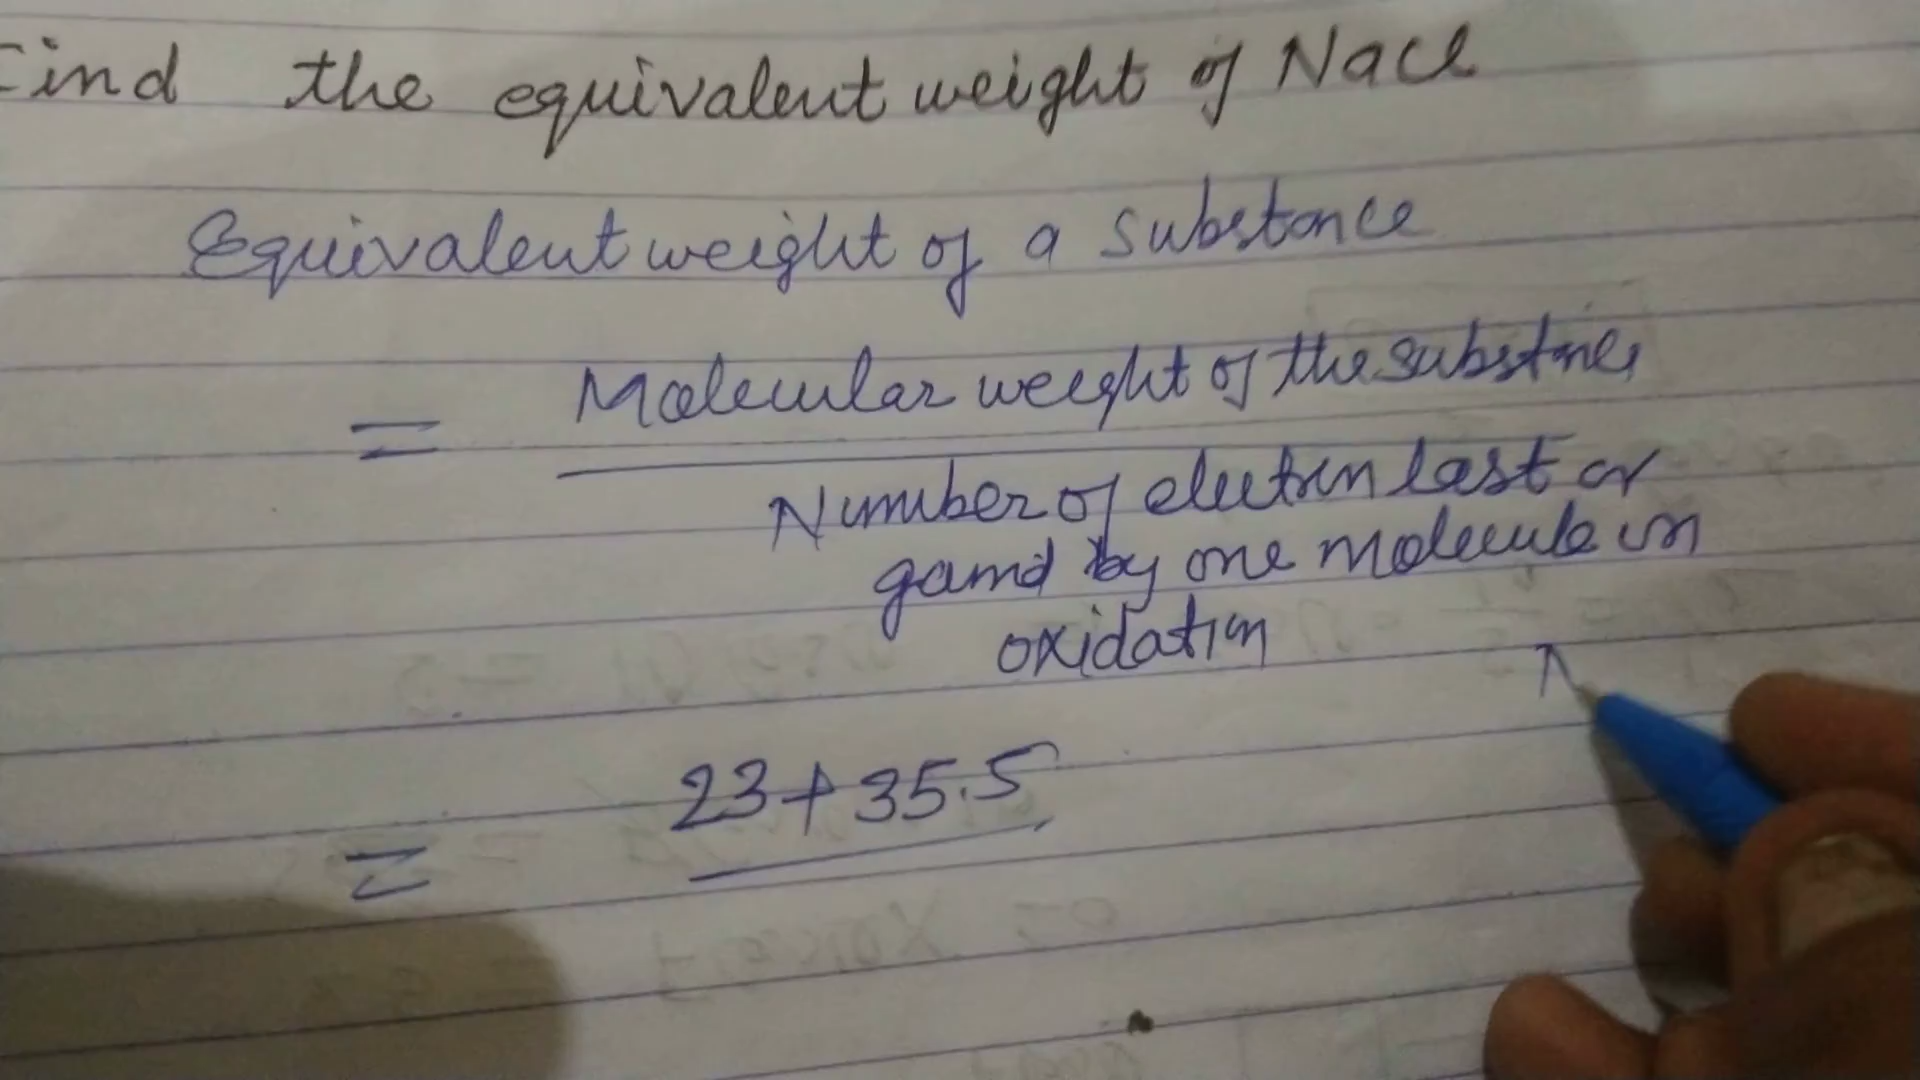 Find the equivalent weight of NaCl
Equivalent weight of a substance
= Molecular weight of the substance
Number of electron lost or
gained by one molecule in
oxidation
= 23+35.5
N